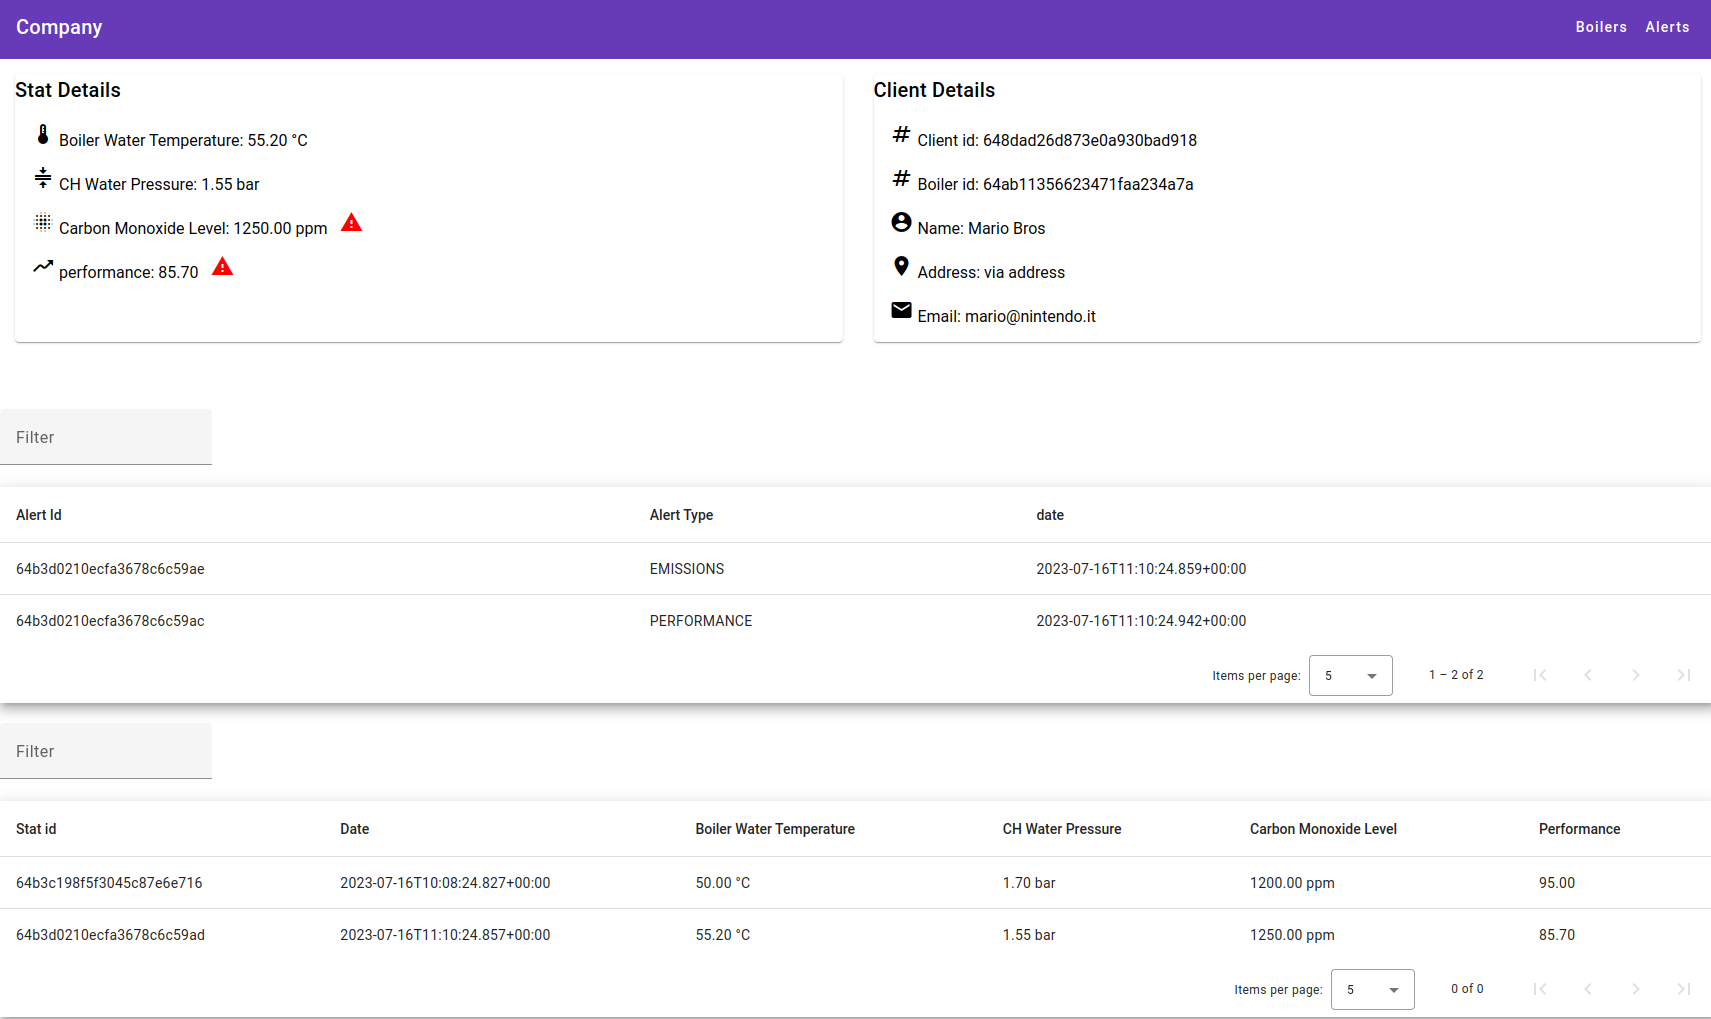 Company Boilers Alerts
Stat Details
Boiler Water Temperature: 55.20 °C
CH Water Pressure: 1.55 bar
Carbon Monoxide Level: 1250.00 ppm
performance: 85.70
Client Details
Client id: 648dad26d873e0a930bad918
Boiler id: 64ab11356623471faa234a7a
Name: Mario Bros
Address: via address
Email: mario@nintendo.it
Filter
Alert Id Alert Type date
64b3d0210ecfa3678c6c59ae EMISSIONS 2023-07-16T11:10:24.859+00:00
64b3d0210ecfa3678c6c59ac PERFORMANCE 2023-07-16T11:10:24.942+00:00
Items per page: 5 1 – 2 of 2
Filter
Stat id Date Boiler Water Temperature CH Water Pressure Carbon Monoxide Level Performance
64b3c198f5f3045c87e6e716 2023-07-16T10:08:24.827+00:00 50.00 °C 1.70 bar 1200.00 ppm 95.00
64b3d0210ecfa3678c6c59ad 2023-07-16T11:10:24.857+00:00 55.20 °C 1.55 bar 1250.00 ppm 85.70
Items per page: 5 0 of 0